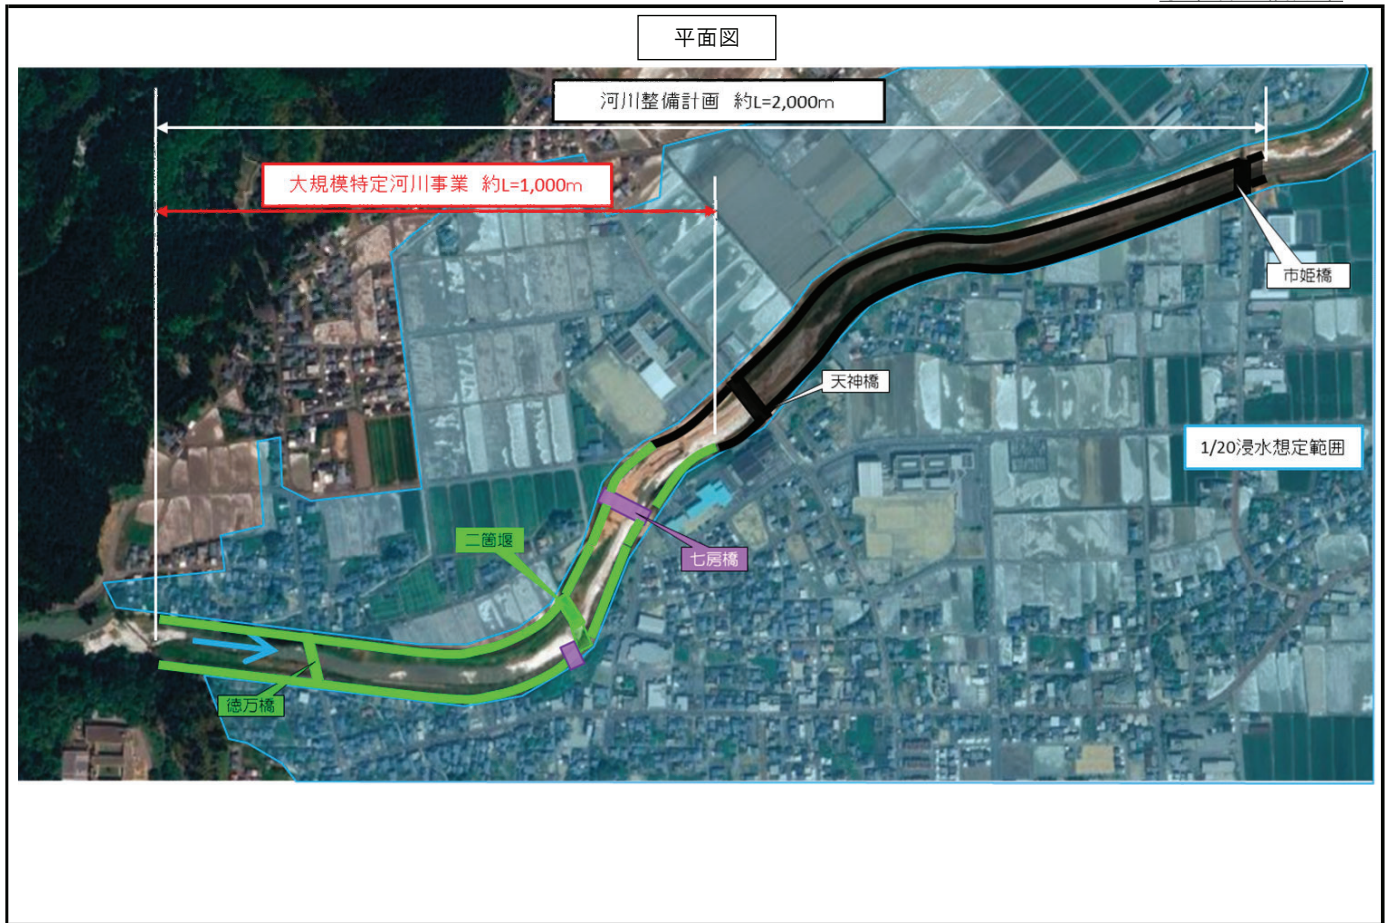 平面図
河川整備計画 約L=2,000m
大規模特定河川事業 約L=1,000m
市姫橋
天神橋
1/20浸水想定範囲
二箇堰
七房橋
徳万橋